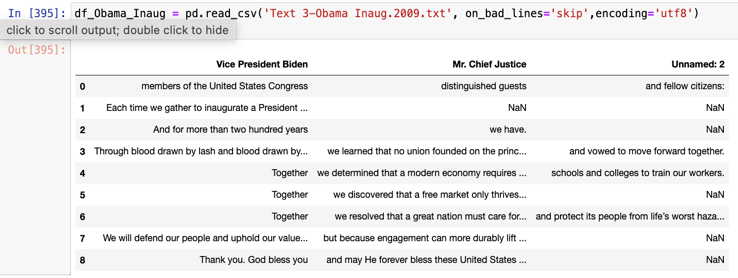 In [395]: df_Obama_Inaug = pd.read_csv('Text 3-Obama Inaug.2009.txt', on_bad_lines='skip',encoding='utf8')
click to scroll output; double click to hide
Out[395]:
Vice President Biden Mr. Chief Justice Unnamed: 2
0 members of the United States Congress distinguished guests and fellow citizens:
1 Each time we gather to inaugurate a President ... NaN NaN
2 And for more than two hundred years we have. NaN
3 Through blood drawn by lash and blood drawn by... we learned that no union founded on the princ... and vowed to move forward together.
4 Together we determined that a modern economy requires ... schools and colleges to train our workers.
5 Together we discovered that a free market only thrives... NaN
6 Together we resolved that a great nation must care for... and protect its people from life’s worst haza...
7 We will defend our people and uphold our value... but because engagement can more durably lift ... NaN
8 Thank you. God bless you and may He forever bless these United States ... NaN